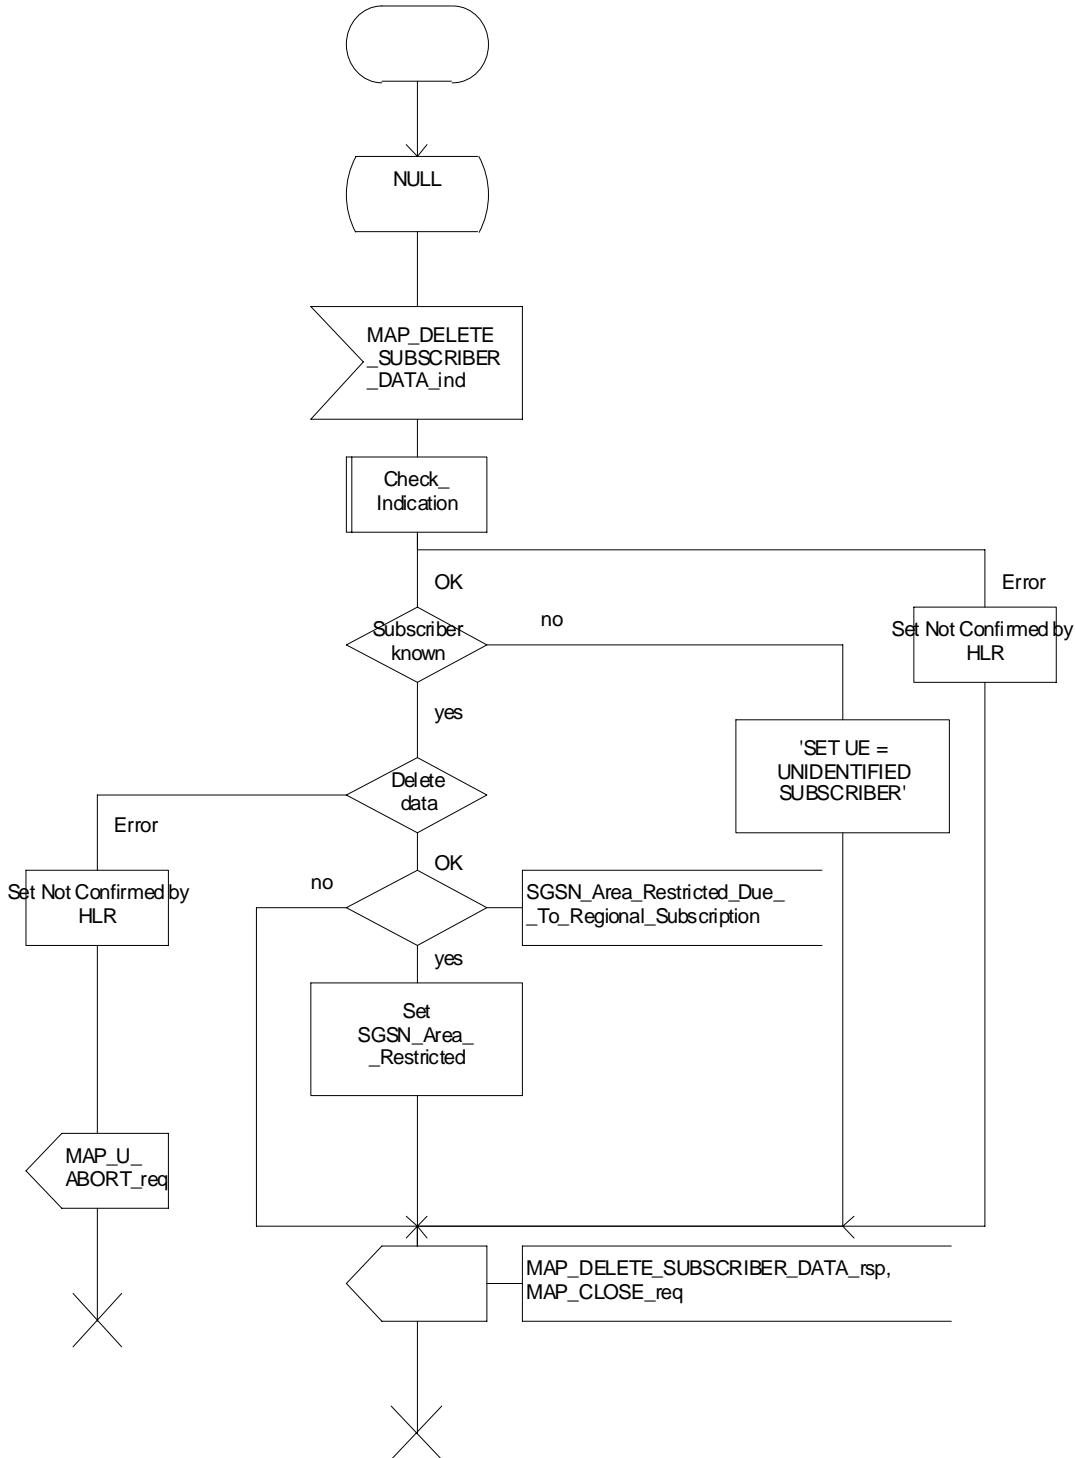 NULL
MAP_DELETE
_SUBSCRIBER
_DATA_ind
Check_
Indication
OK
Error
Subscriber
known
no
Set Not Confirmed by
HLR
yes
'SET UE =
UNIDENTIFIED
SUBSCRIBER'
Delete
data
Error
OK
no
Set Not Confirmed by
HLR
SGSN_Area_Restricted_Due_
_To_Regional_Subscription
yes
Set
SGSN_Area_
_Restricted
MAP_U_
ABORT_req
MAP_DELETE_SUBSCRIBER_DATA_rsp,
MAP_CLOSE_req